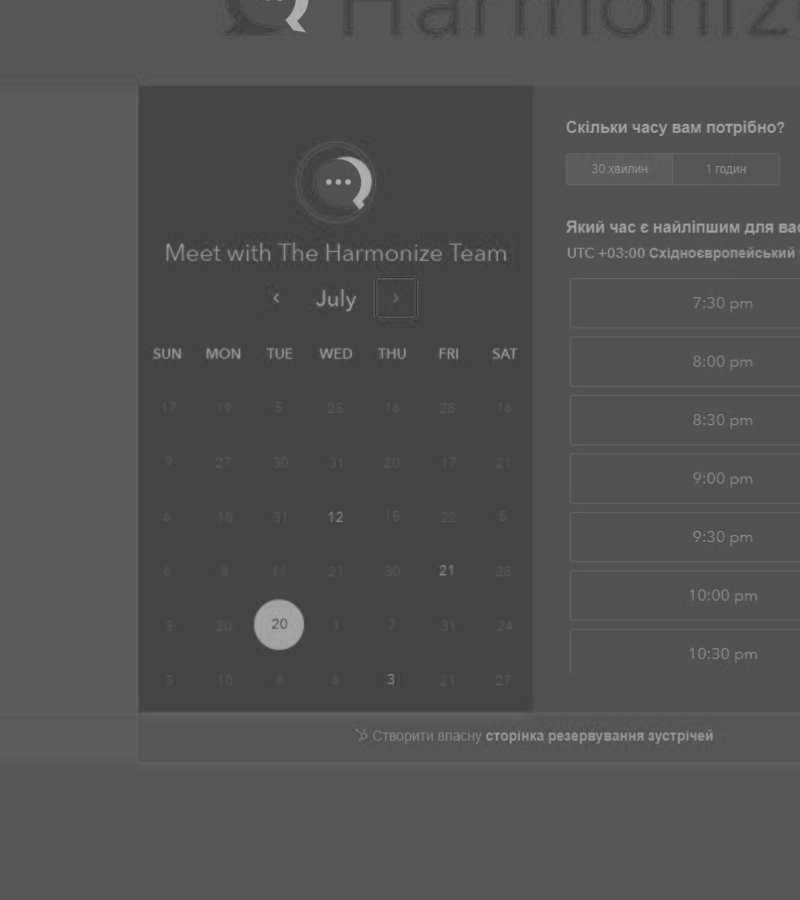 Harmonize
Скільки часу вам потрібно?
30 хвилин 1 годин
Meet with The Harmonize Team
Який час є найліпшим для вас
UTC +03:00 Східноєвропейський
July
7:30 pm
8:00 pm
8:30 pm
9:00 pm
9:30 pm
10:00 pm
10:30 pm
SUN MON TUE WED THU FRI SAT
17 19 5 25 16 28 16
9 27 30 31 20 17 21
6 10 31 12 15 22 5
6 8 11 21 30 21 28
3 20 20 1 7 31 24
3 10 8 6 3 21 27
Створити власну сторінка резервування зустрічей